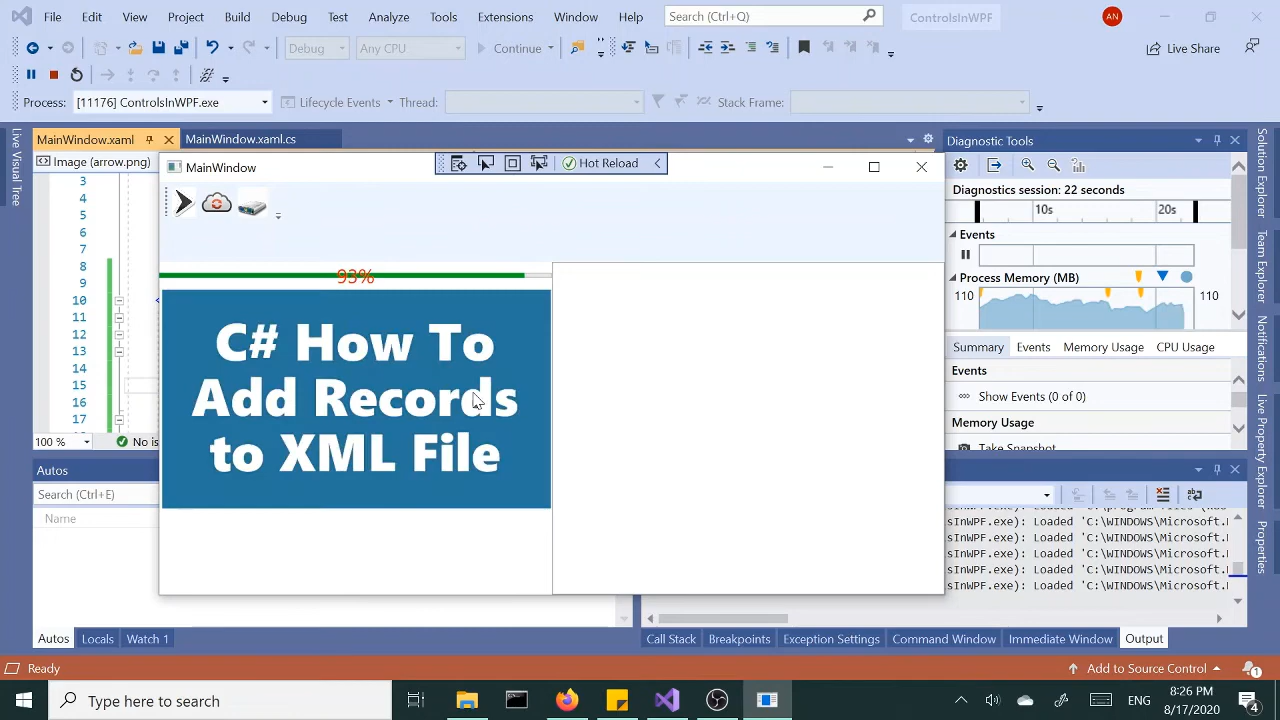 File Edit View Project Build Debug Test Analyze Tools Extensions Window Help Search (Ctrl+Q) ControlsInWPF AN
Debug Any CPU Continue Live Share
Process: [11176] ControlsInWPF.exe Lifecycle Events Thread: Stack Frame:
MainWindow.xaml MainWindow.xaml.cs Diagnostic Tools
Image (arrow.png)
MainWindow Hot Reload
Live Visual Tree
3
4
5
6
7
8
9
10
11
12
13
14
15
16
17
93%
C# How To
Add Records
to XML File
Diagnostics session: 22 seconds
10s 20s
Events
Process Memory (MB)
110 110
Summary Events Memory Usage CPU Usage
Events
Show Events (0 of 0)
Memory Usage
Take Snapshot
Solution Explorer
Team Explorer
Notifications
Live Property Explorer
Properties
100 % No is
Autos
Search (Ctrl+E)
Name
sInWPF.exe): Loaded 'C:\WINDOWS\Microsoft.
sInWPF.exe): Loaded 'C:\WINDOWS\Microsoft.
sInWPF.exe): Loaded 'C:\WINDOWS\Microsoft.
sInWPF.exe): Loaded 'C:\WINDOWS\Microsoft.
sInWPF.exe): Loaded 'C:\WINDOWS\Microsoft.
Autos Locals Watch 1
Call Stack Breakpoints Exception Settings Command Window Immediate Window Output
Ready Add to Source Control 1
Type here to search ENG 8:26 PM
8/17/2020 4